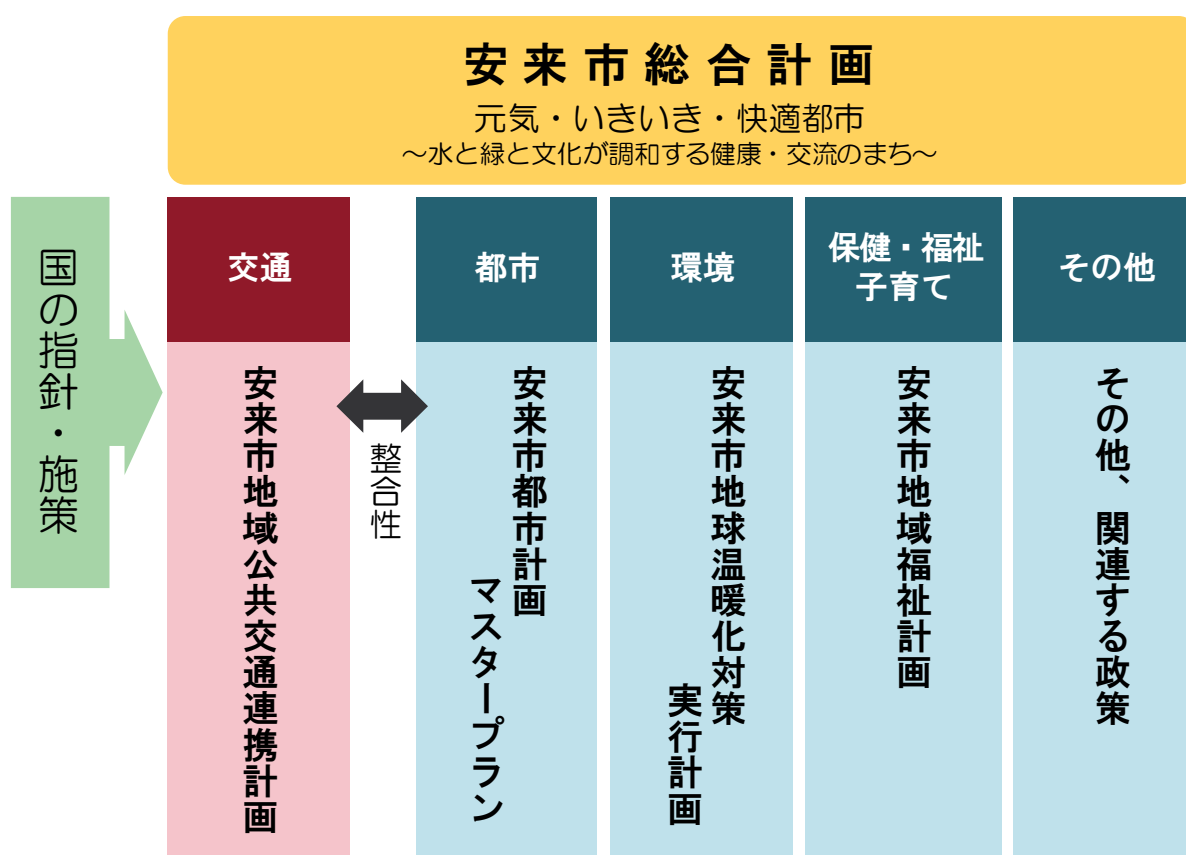 安来市総合計画
元気・いきいき・快適都市
～水と緑と文化が調和する健康・交流のまち～
国の指針・施策
交通
安来市地域公共交通連携計画
整合性
都市
安来市都市計画
マスタープラン
環境
安来市地球温暖化対策
実行計画
保健・福祉
子育て
安来市地域福祉計画
その他
その他、関連する政策